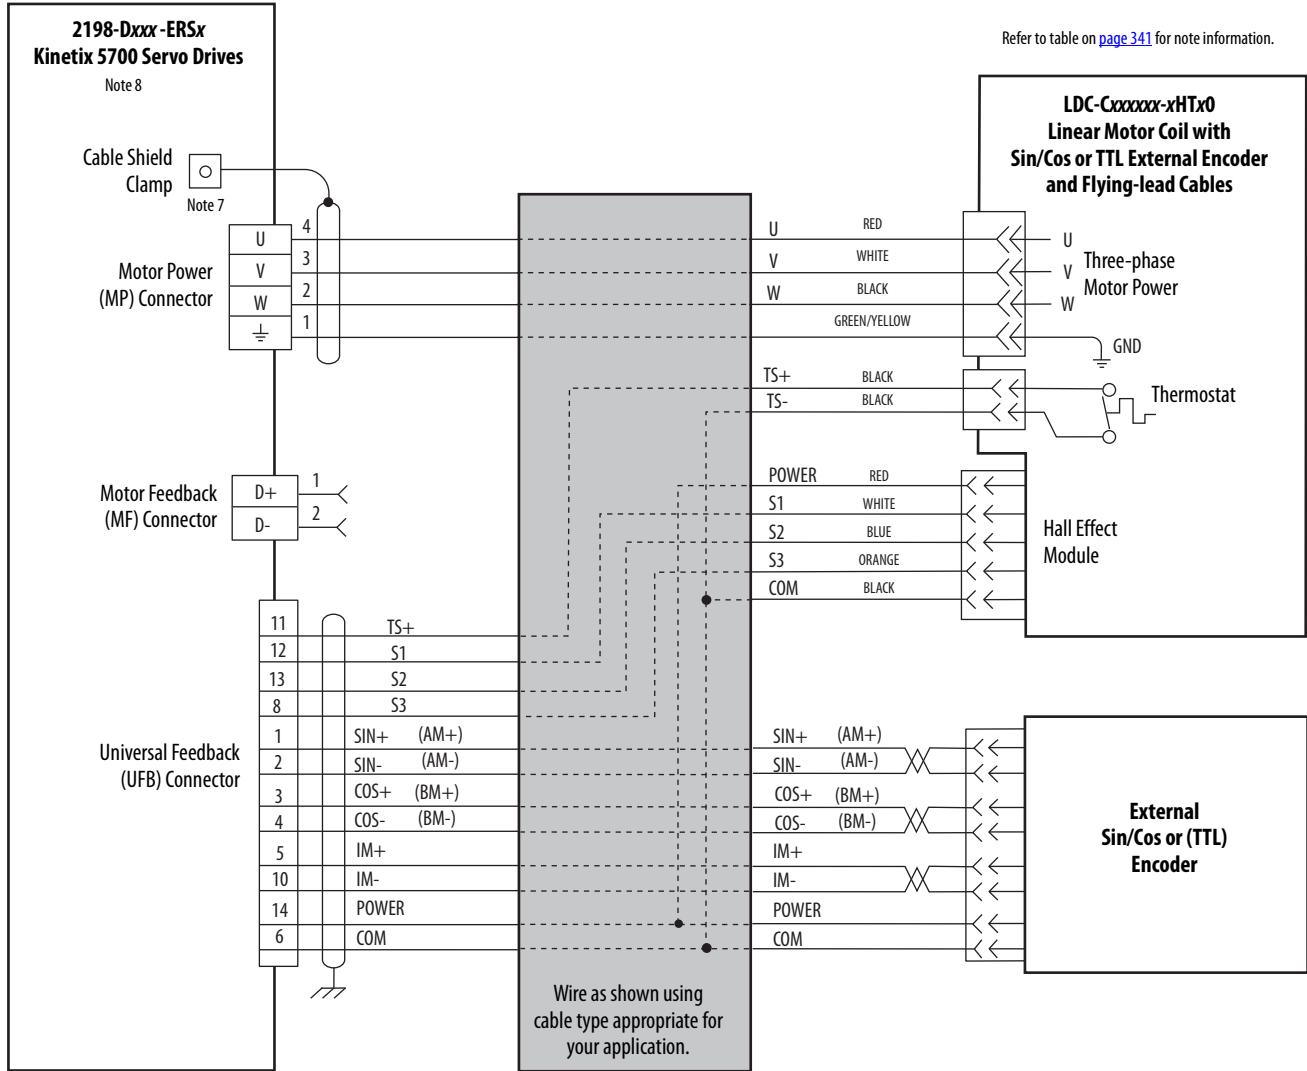 2198-Dxxx-ERSx
Kinetix 5700 Servo Drives
Note 8
Refer to table on page 341 for note information.
LDC-Cxxxxxx-xHTx0
Linear Motor Coil with
Sin/Cos or TTL External Encoder
and Flying-lead Cables
Cable Shield
Clamp
Note 7
Motor Power
(MP) Connector
U
V
W
4
3
2
1
U
V
W
RED
WHITE
BLACK
GREEN/YELLOW
U
V
W
Three-phase
Motor Power
GND
TS+
TS-
BLACK
BLACK
Thermostat
Motor Feedback
(MF) Connector
D+
D-
1
2
POWER
S1
S2
S3
COM
RED
WHITE
BLUE
ORANGE
BLACK
Hall Effect
Module
Universal Feedback
(UFB) Connector
11 TS+
12 S1
13 S2
8 S3
1 SIN+ (AM+)
2 SIN- (AM-)
3 COS+ (BM+)
4 COS- (BM-)
5 IM+
10 IM-
14 POWER
6 COM
SIN+ (AM+)
SIN- (AM-)
COS+ (BM+)
COS- (BM-)
IM+
IM-
POWER
COM
External
Sin/Cos or (TTL)
Encoder
Wire as shown using
cable type appropriate for
your application.